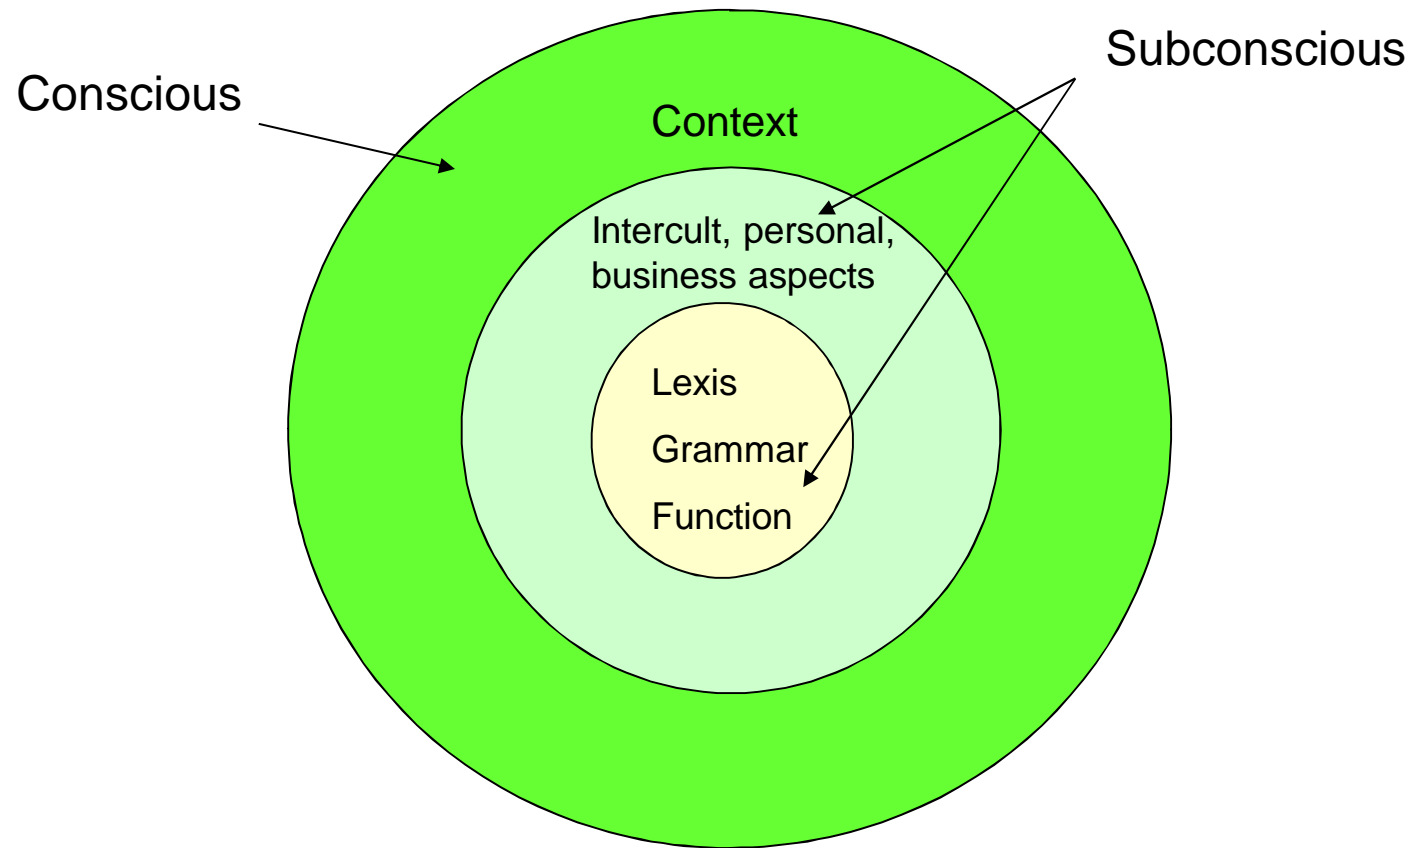 Subconscious
Conscious
Context
Intercult, personal,
business aspects
Lexis
Grammar
Function